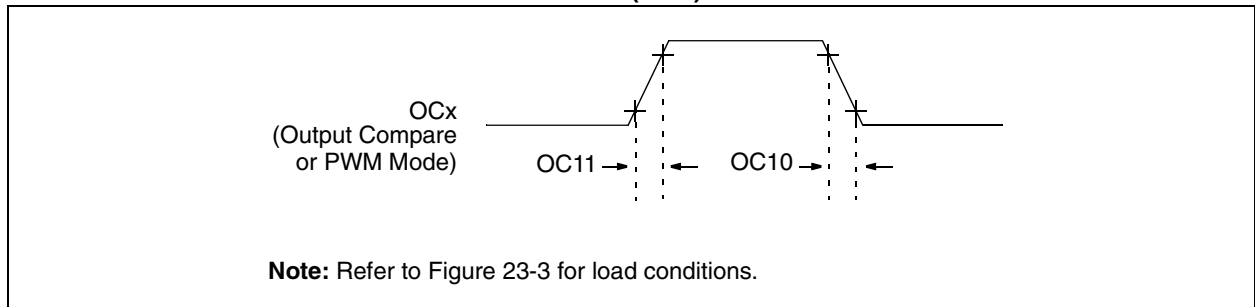 OCx
(Output Compare
or PWM Mode)
OC11
OC10
Note: Refer to Figure 23-3 for load conditions.